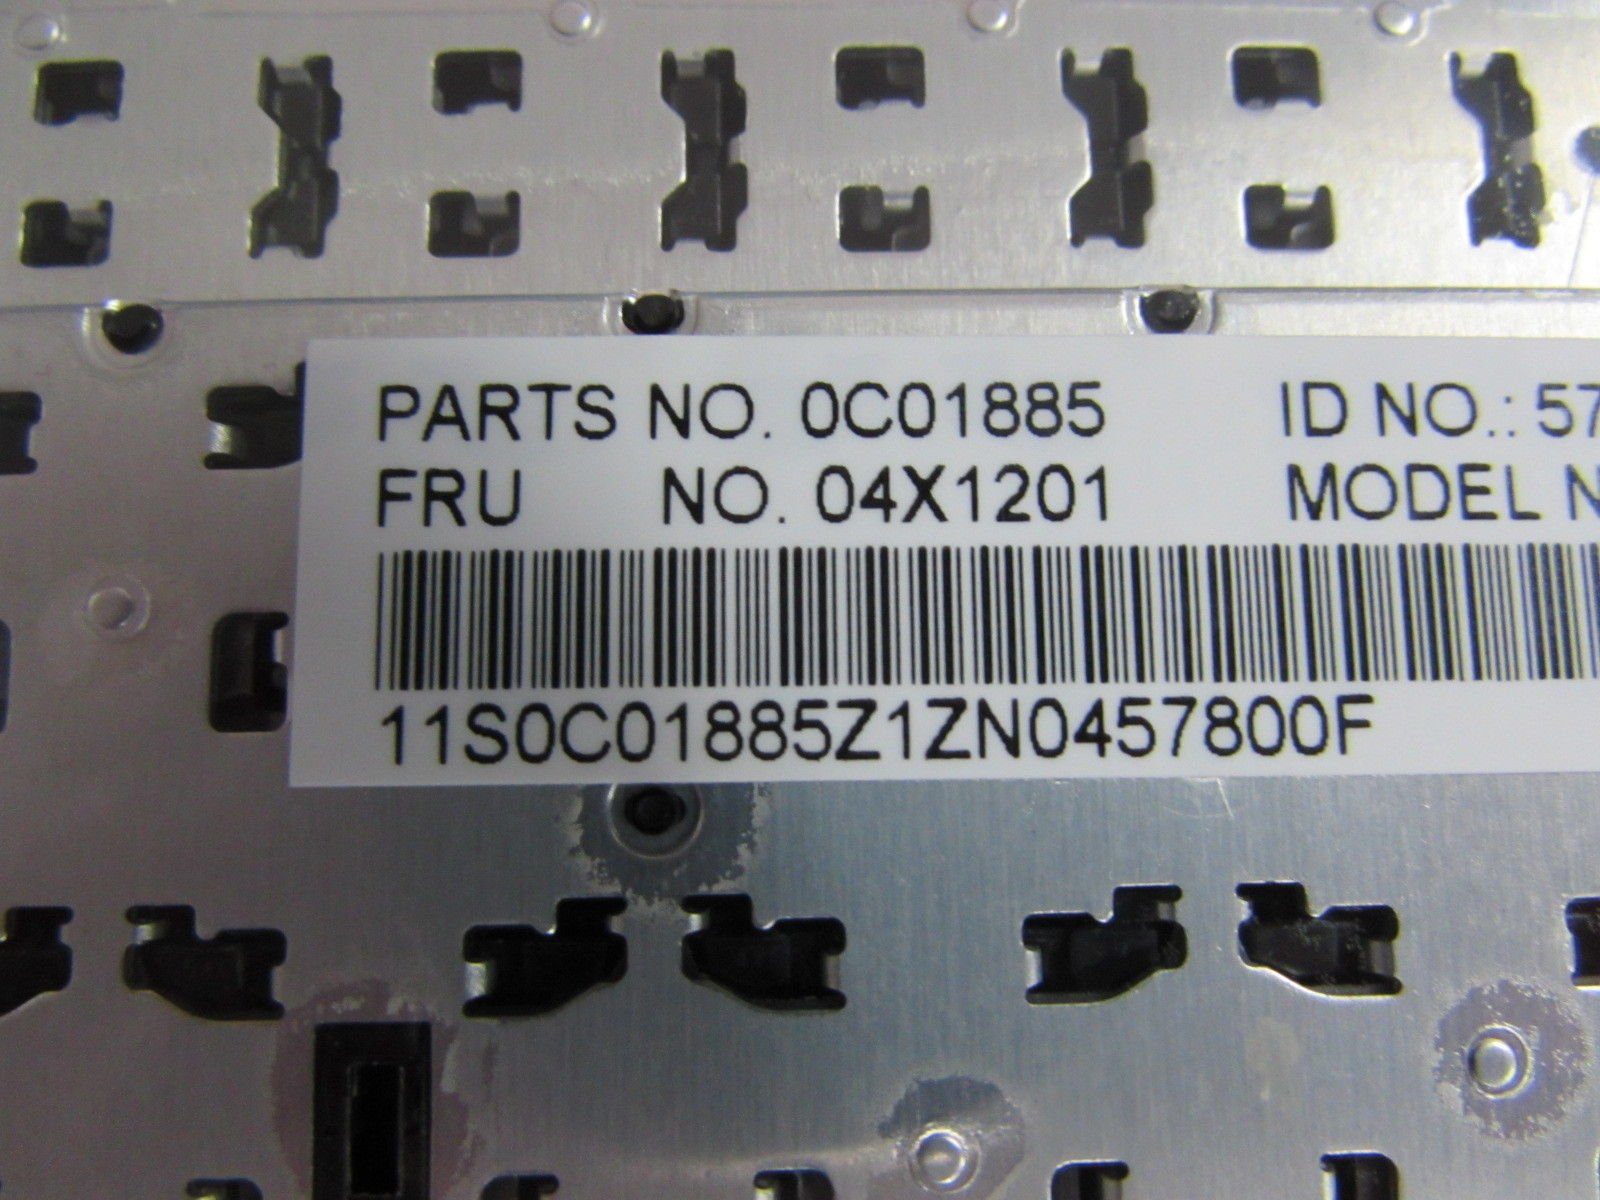 PARTS NO. 0C01885 ID NO.: 57
FRU NO. 04X1201 MODEL N
11S0C01885Z1ZN0457800F